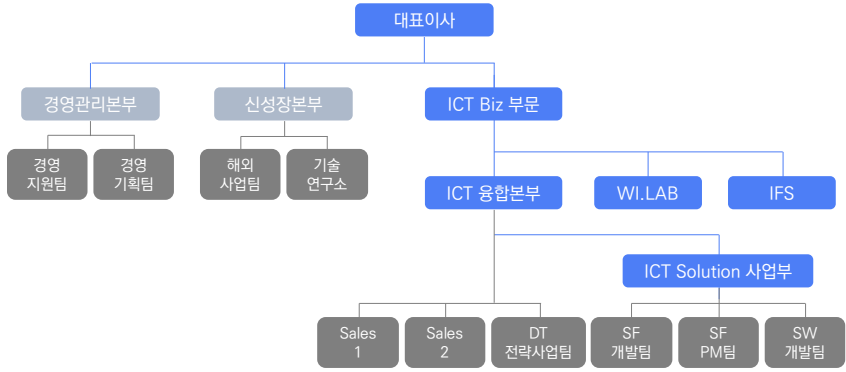 대표이사
경영관리본부
신성장본부
ICT Biz 부문
경영
지원팀
경영
기획팀
해외
사업팀
기술
연구소
ICT 융합본부
WI.LAB
IFS
ICT Solution 사업부
Sales
1
Sales
2
DT
전략사업팀
SF
개발팀
SF
PM팀
SW
개발팀